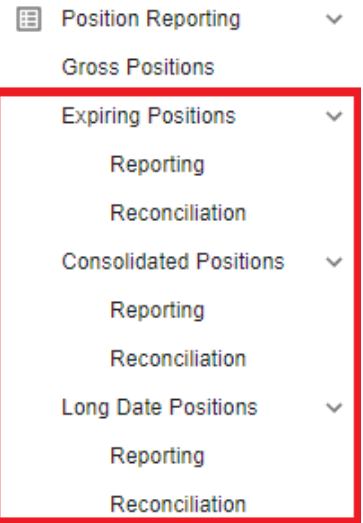 Position Reporting
Gross Positions
Expiring Positions
Reporting
Reconciliation
Consolidated Positions
Reporting
Reconciliation
Long Date Positions
Reporting
Reconciliation